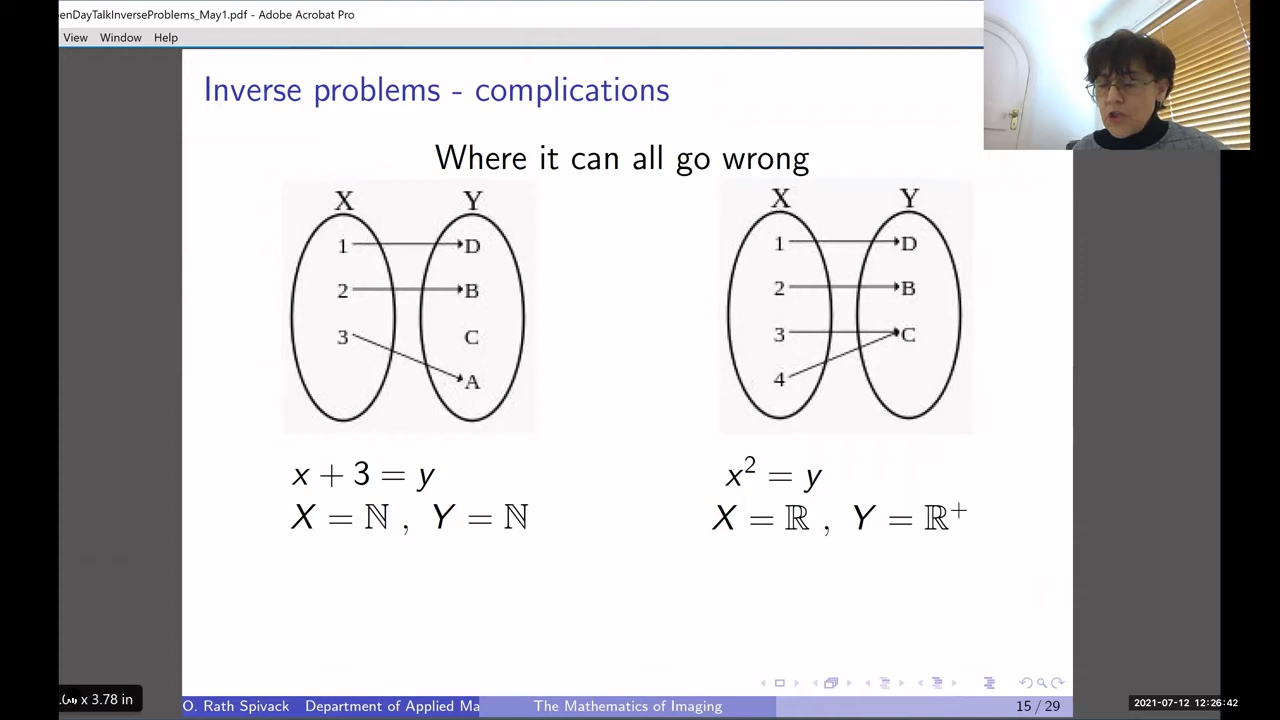 enDayTalkInverseProblems_May1.pdf - Adobe Acrobat Pro
View Window Help
Inverse problems - complications
Where it can all go wrong
X Y
1 D
2 B
3 C
A
X Y
1 D
2 B
3 C
4
x + 3 = y
X = ℕ , Y = ℕ
x² = y
X = ℝ , Y = ℝ⁺
x 3.78 in
O. Rath Spivack Department of Applied Ma The Mathematics of Imaging 15 / 29
2021-07-12 12:26:42